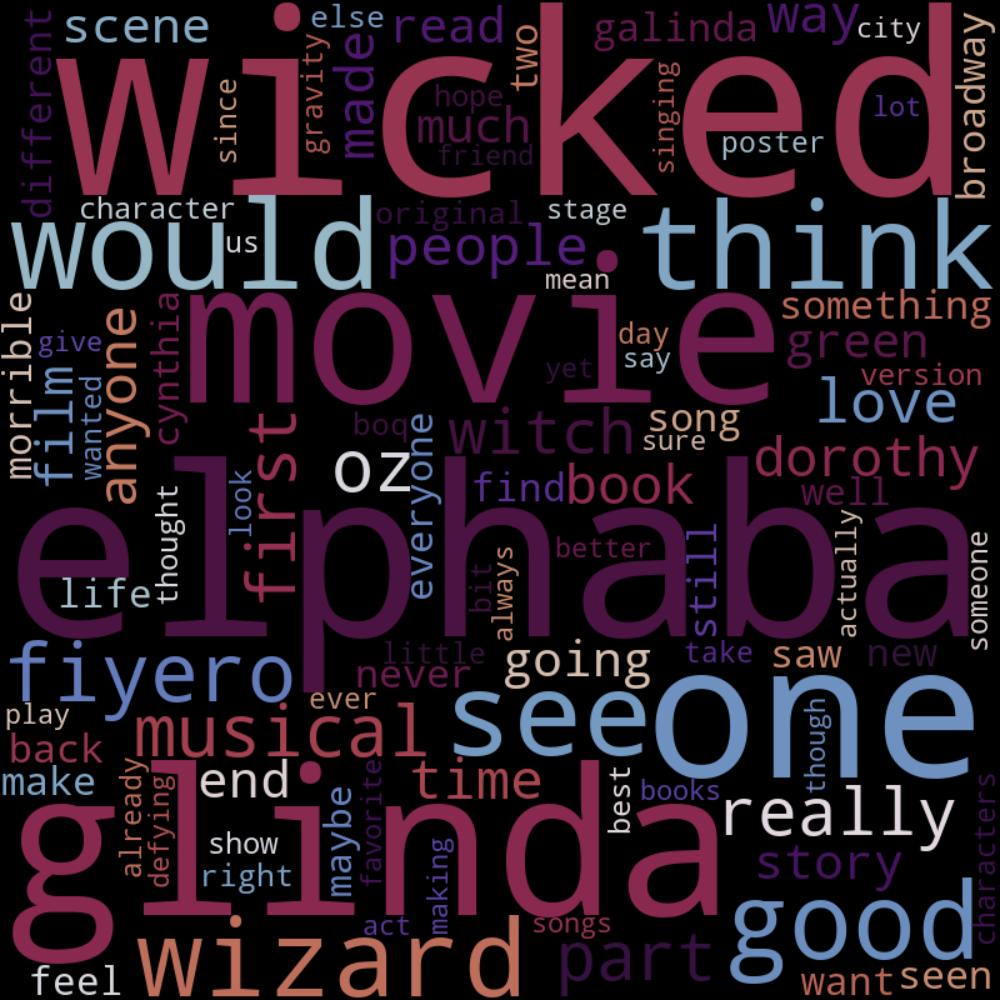 scene
else
read
two
galinda
way
city
different
wicked
since
gravity
made
hope
much
friend
singing
lot
poster
broadway
character
original
stage
would
us
people
think
mean
morrible
give
film
wanted
anyone
cynthia
movie
day
say
yet
something
green
version
love
boq
witch
song
sure
first
oz
everyone
find
book
dorothy
well
look
thought
elphaba
life
always
bit
better
still
actually
someone
fiyero
little
never
going
take
saw
new
ever
see
one
though
play
back
musical
make
already
defying
end
time
best
books
really
characters
glinda
show
right
maybe
favorite
making
story
act
songs
good
feel
wizard
part
want
seen